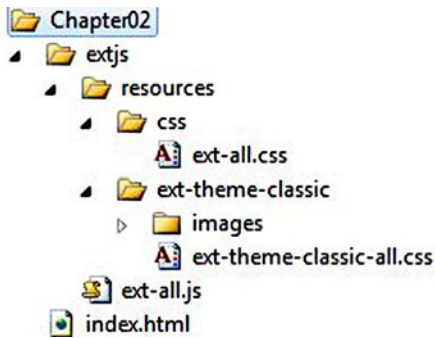 Chapter02
extjs
resources
css
ext-all.css
ext-theme-classic
images
ext-theme-classic-all.css
ext-all.js
index.html